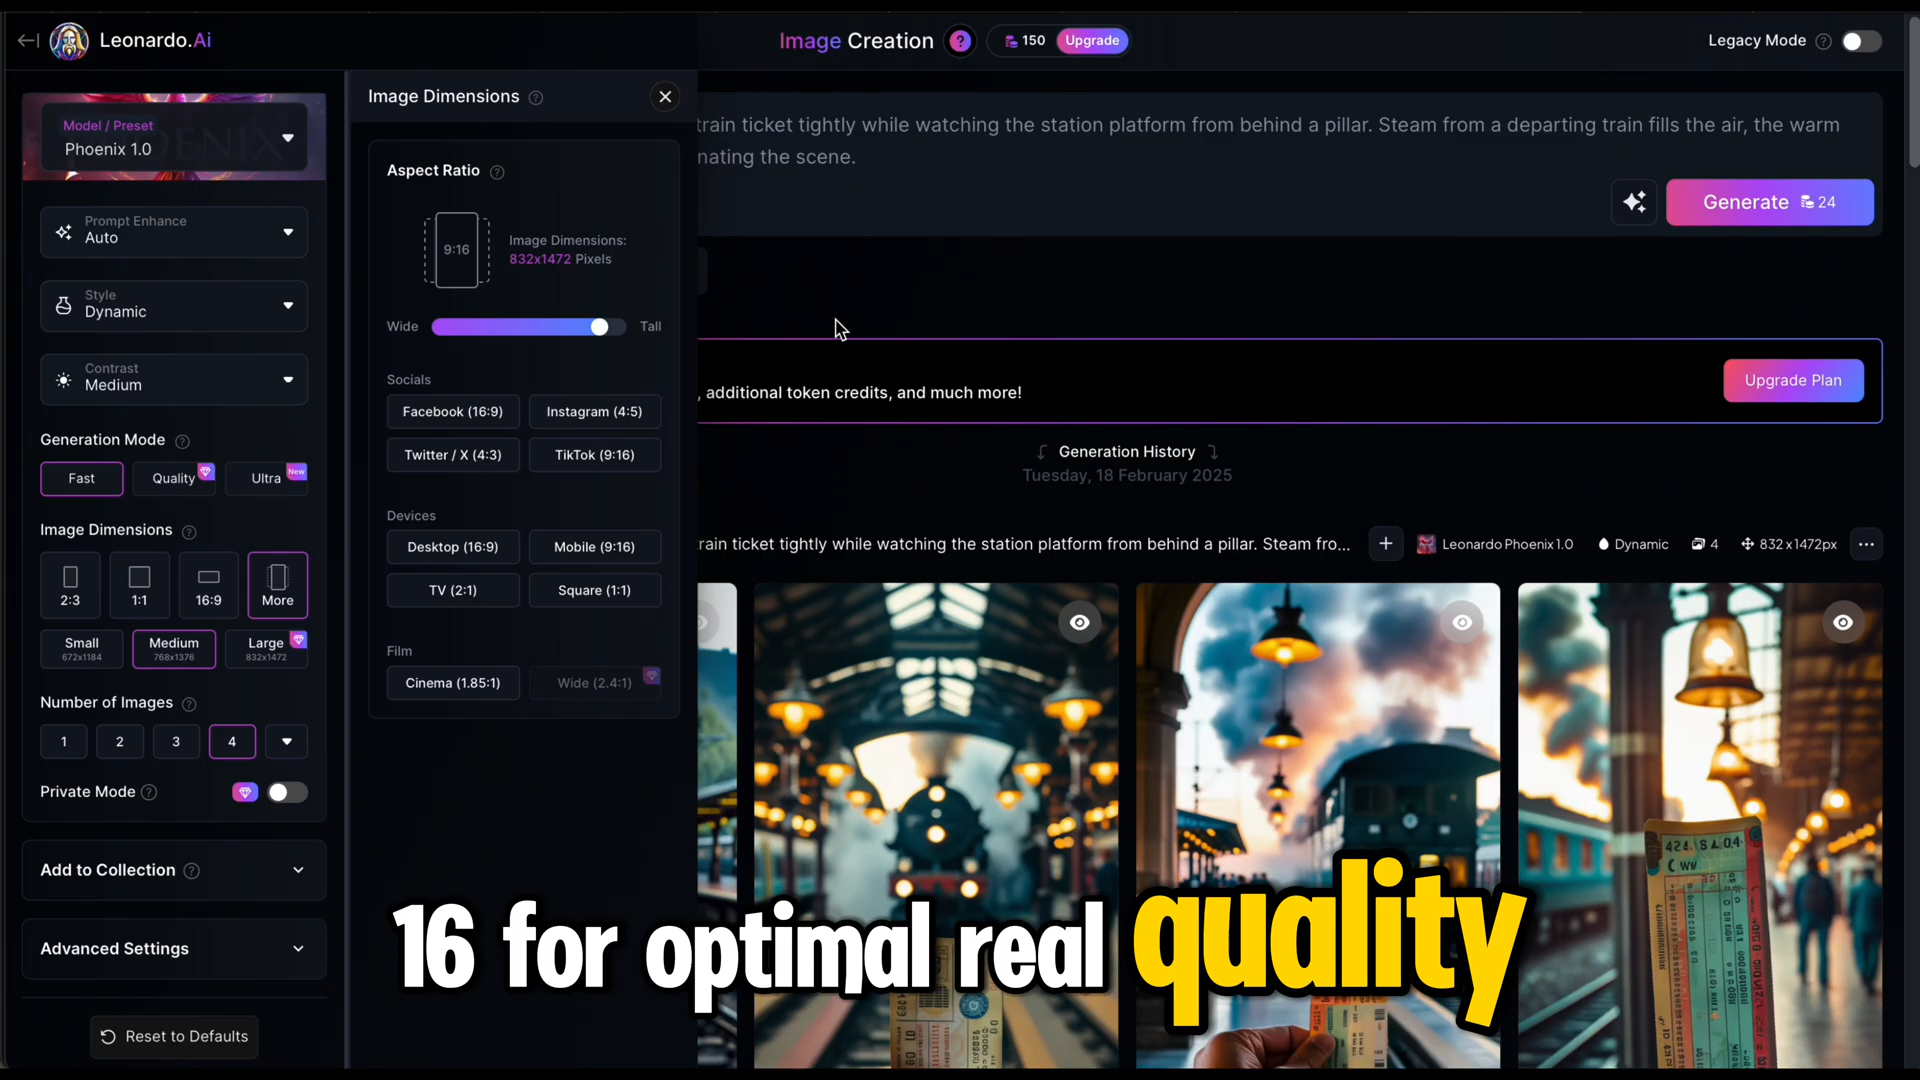 Leonardo.Ai
Image Creation
?
150
Upgrade
Legacy Mode
?
Model / Preset
Phoenix 1.0
Prompt Enhance
Auto
Style
Dynamic
Contrast
Medium
Generation Mode ?
Fast
Quality
Ultra
New
Image Dimensions ?
2:3
1:1
16:9
More
Small
672x1184
Medium
768x1376
Large
832x1472
Number of Images ?
1
2
3
4
Private Mode ?
Add to Collection ?
Advanced Settings
Reset to Defaults
Image Dimensions ?
Aspect Ratio ?
9:16
Image Dimensions:
832x1472 Pixels
Wide
Tall
Socials
Facebook (16:9)
Instagram (4:5)
Twitter / X (4:3)
TikTok (9:16)
Devices
Desktop (16:9)
Mobile (9:16)
TV (2:1)
Square (1:1)
Film
Cinema (1.85:1)
Wide (2.4:1)
train ticket tightly while watching the station platform from behind a pillar. Steam from a departing train fills the air, the warm
nating the scene.
Generate 24
, additional token credits, and much more!
Upgrade Plan
Generation History
Tuesday, 18 February 2025
train ticket tightly while watching the station platform from behind a pillar. Steam fro...
Leonardo Phoenix 1.0
Dynamic
4
832 x 1472px
16 for optimal real quality